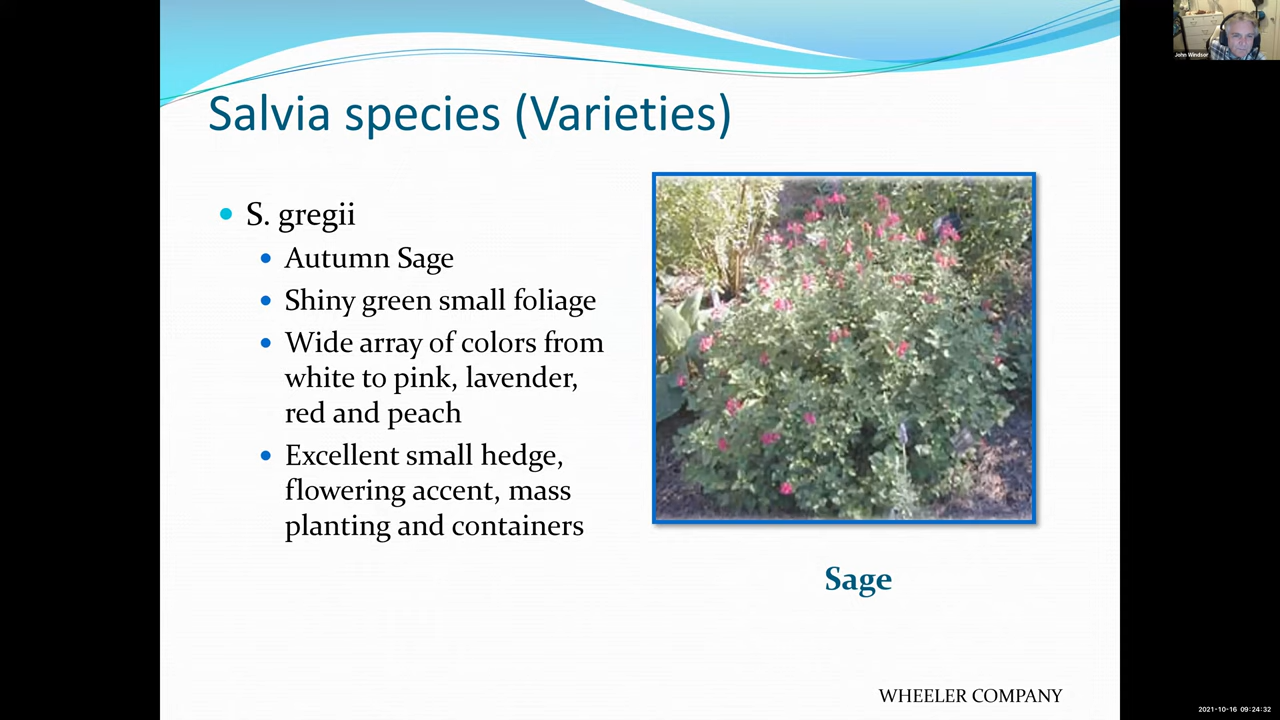 John Windsor
Salvia species (Varieties)
S. gregii
Autumn Sage
Shiny green small foliage
Wide array of colors from
white to pink, lavender,
red and peach
Excellent small hedge,
flowering accent, mass
planting and containers
Sage
WHEELER COMPANY
2021-10-16 09:24:32